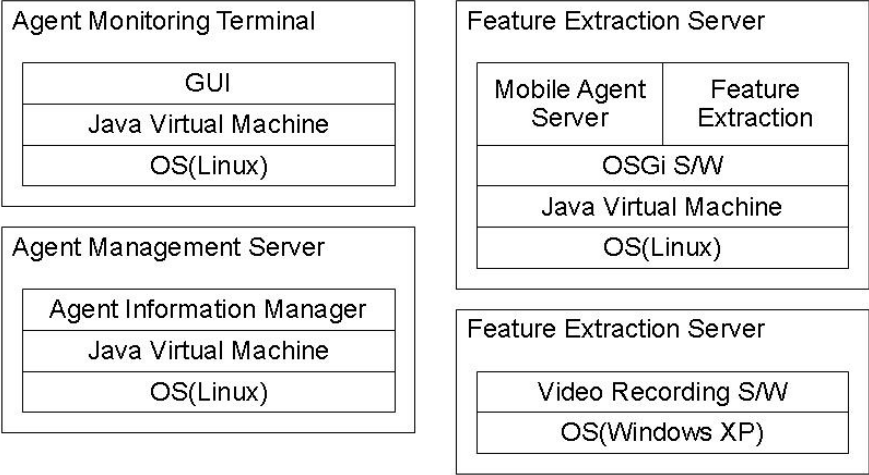 Agent Monitoring Terminal
GUI
Java Virtual Machine
OS(Linux)
Agent Management Server
Agent Information Manager
Java Virtual Machine
OS(Linux)
Feature Extraction Server
Mobile Agent
Server
Feature
Extraction
OSGi S/W
Java Virtual Machine
OS(Linux)
Feature Extraction Server
Video Recording S/W
OS(Windows XP)